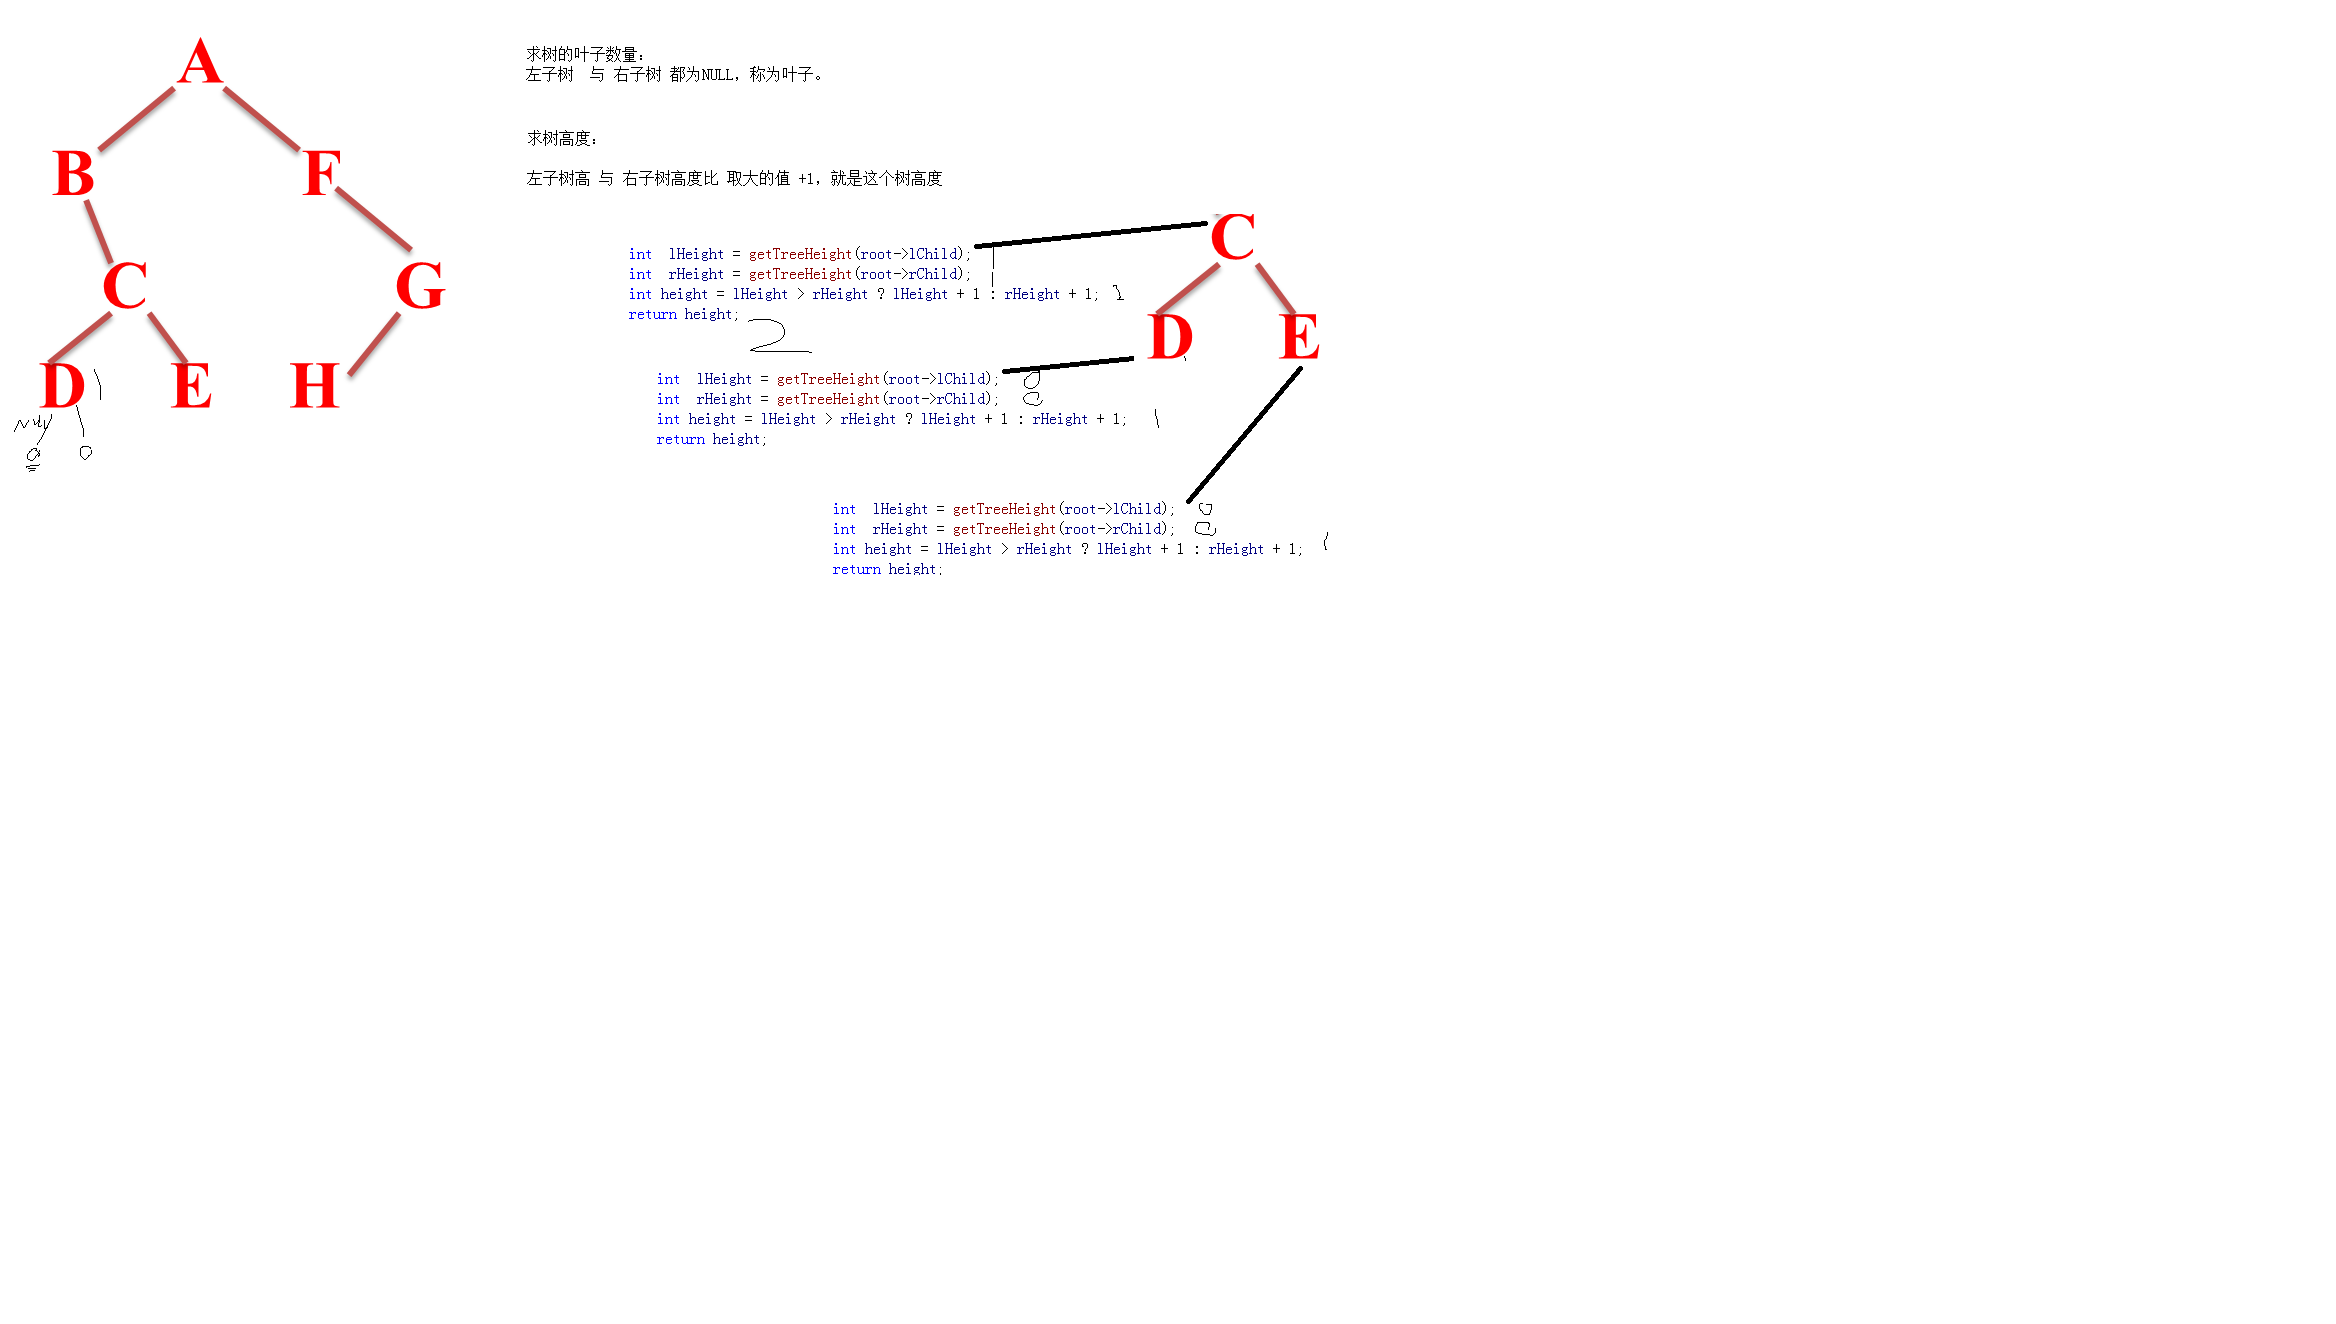 A
B F
C G
D E H
NULL
0 0
1
求树的叶子数量:
左子树 与 右子树 都为NULL, 称为叶子。
求树高度:
左子树高 与 右子树高度比 取大的值 +1, 就是这个树高度
C
D E
int lHeight = getTreeHeight(root->lChild); 1
int rHeight = getTreeHeight(root->rChild); 1
int height = lHeight > rHeight ? lHeight + 1 : rHeight + 1;
return height; 2
int lHeight = getTreeHeight(root->lChild); 0
int rHeight = getTreeHeight(root->rChild); 0
int height = lHeight > rHeight ? lHeight + 1 : rHeight + 1; 1
return height;
int lHeight = getTreeHeight(root->lChild); 0
int rHeight = getTreeHeight(root->rChild); 0
int height = lHeight > rHeight ? lHeight + 1 : rHeight + 1; 1
return height;